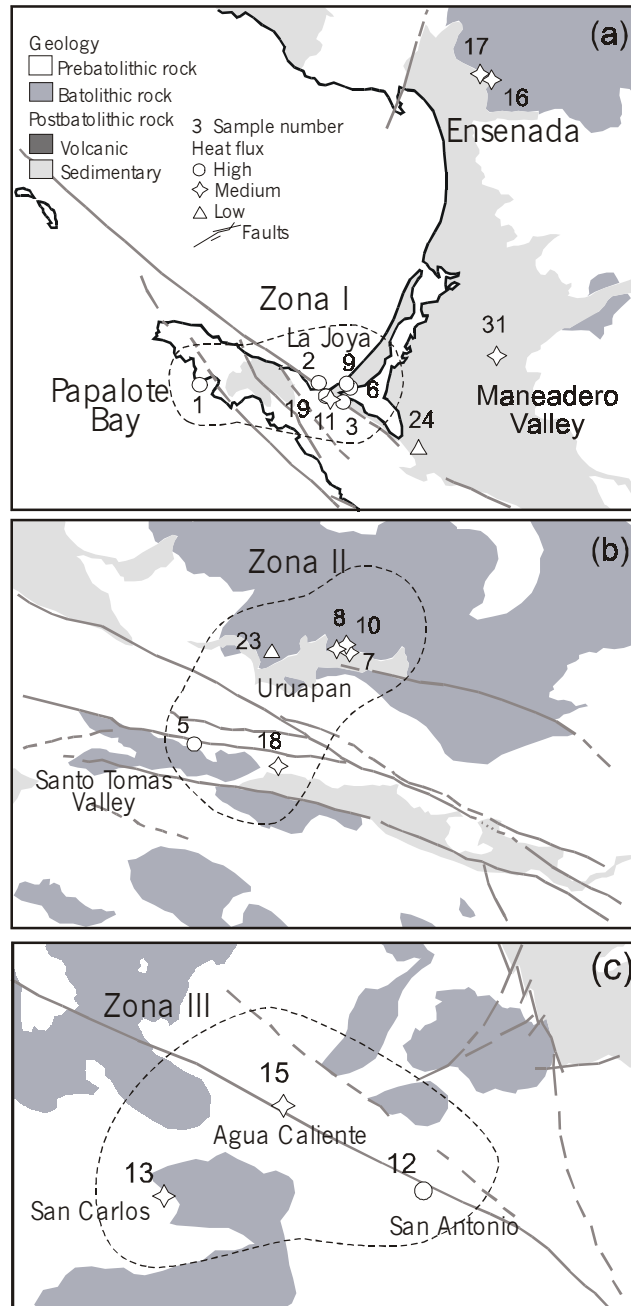 (a)
Geology
Prebatolithic rock
Batolithic rock
Postbatolithic rock
Volcanic
Sedimentary
3 Sample number
Heat flux
High
Medium
Low
Faults
17
16
Ensenada
Zona I
La Joya
31
2
9
6
Papalote
Bay
1
19
11
3
24
Maneadero
Valley
(b)
Zona II
8
10
23
7
Uruapan
5
18
Santo Tomas
Valley
(c)
Zona III
15
Agua Caliente
13
12
San Carlos
San Antonio